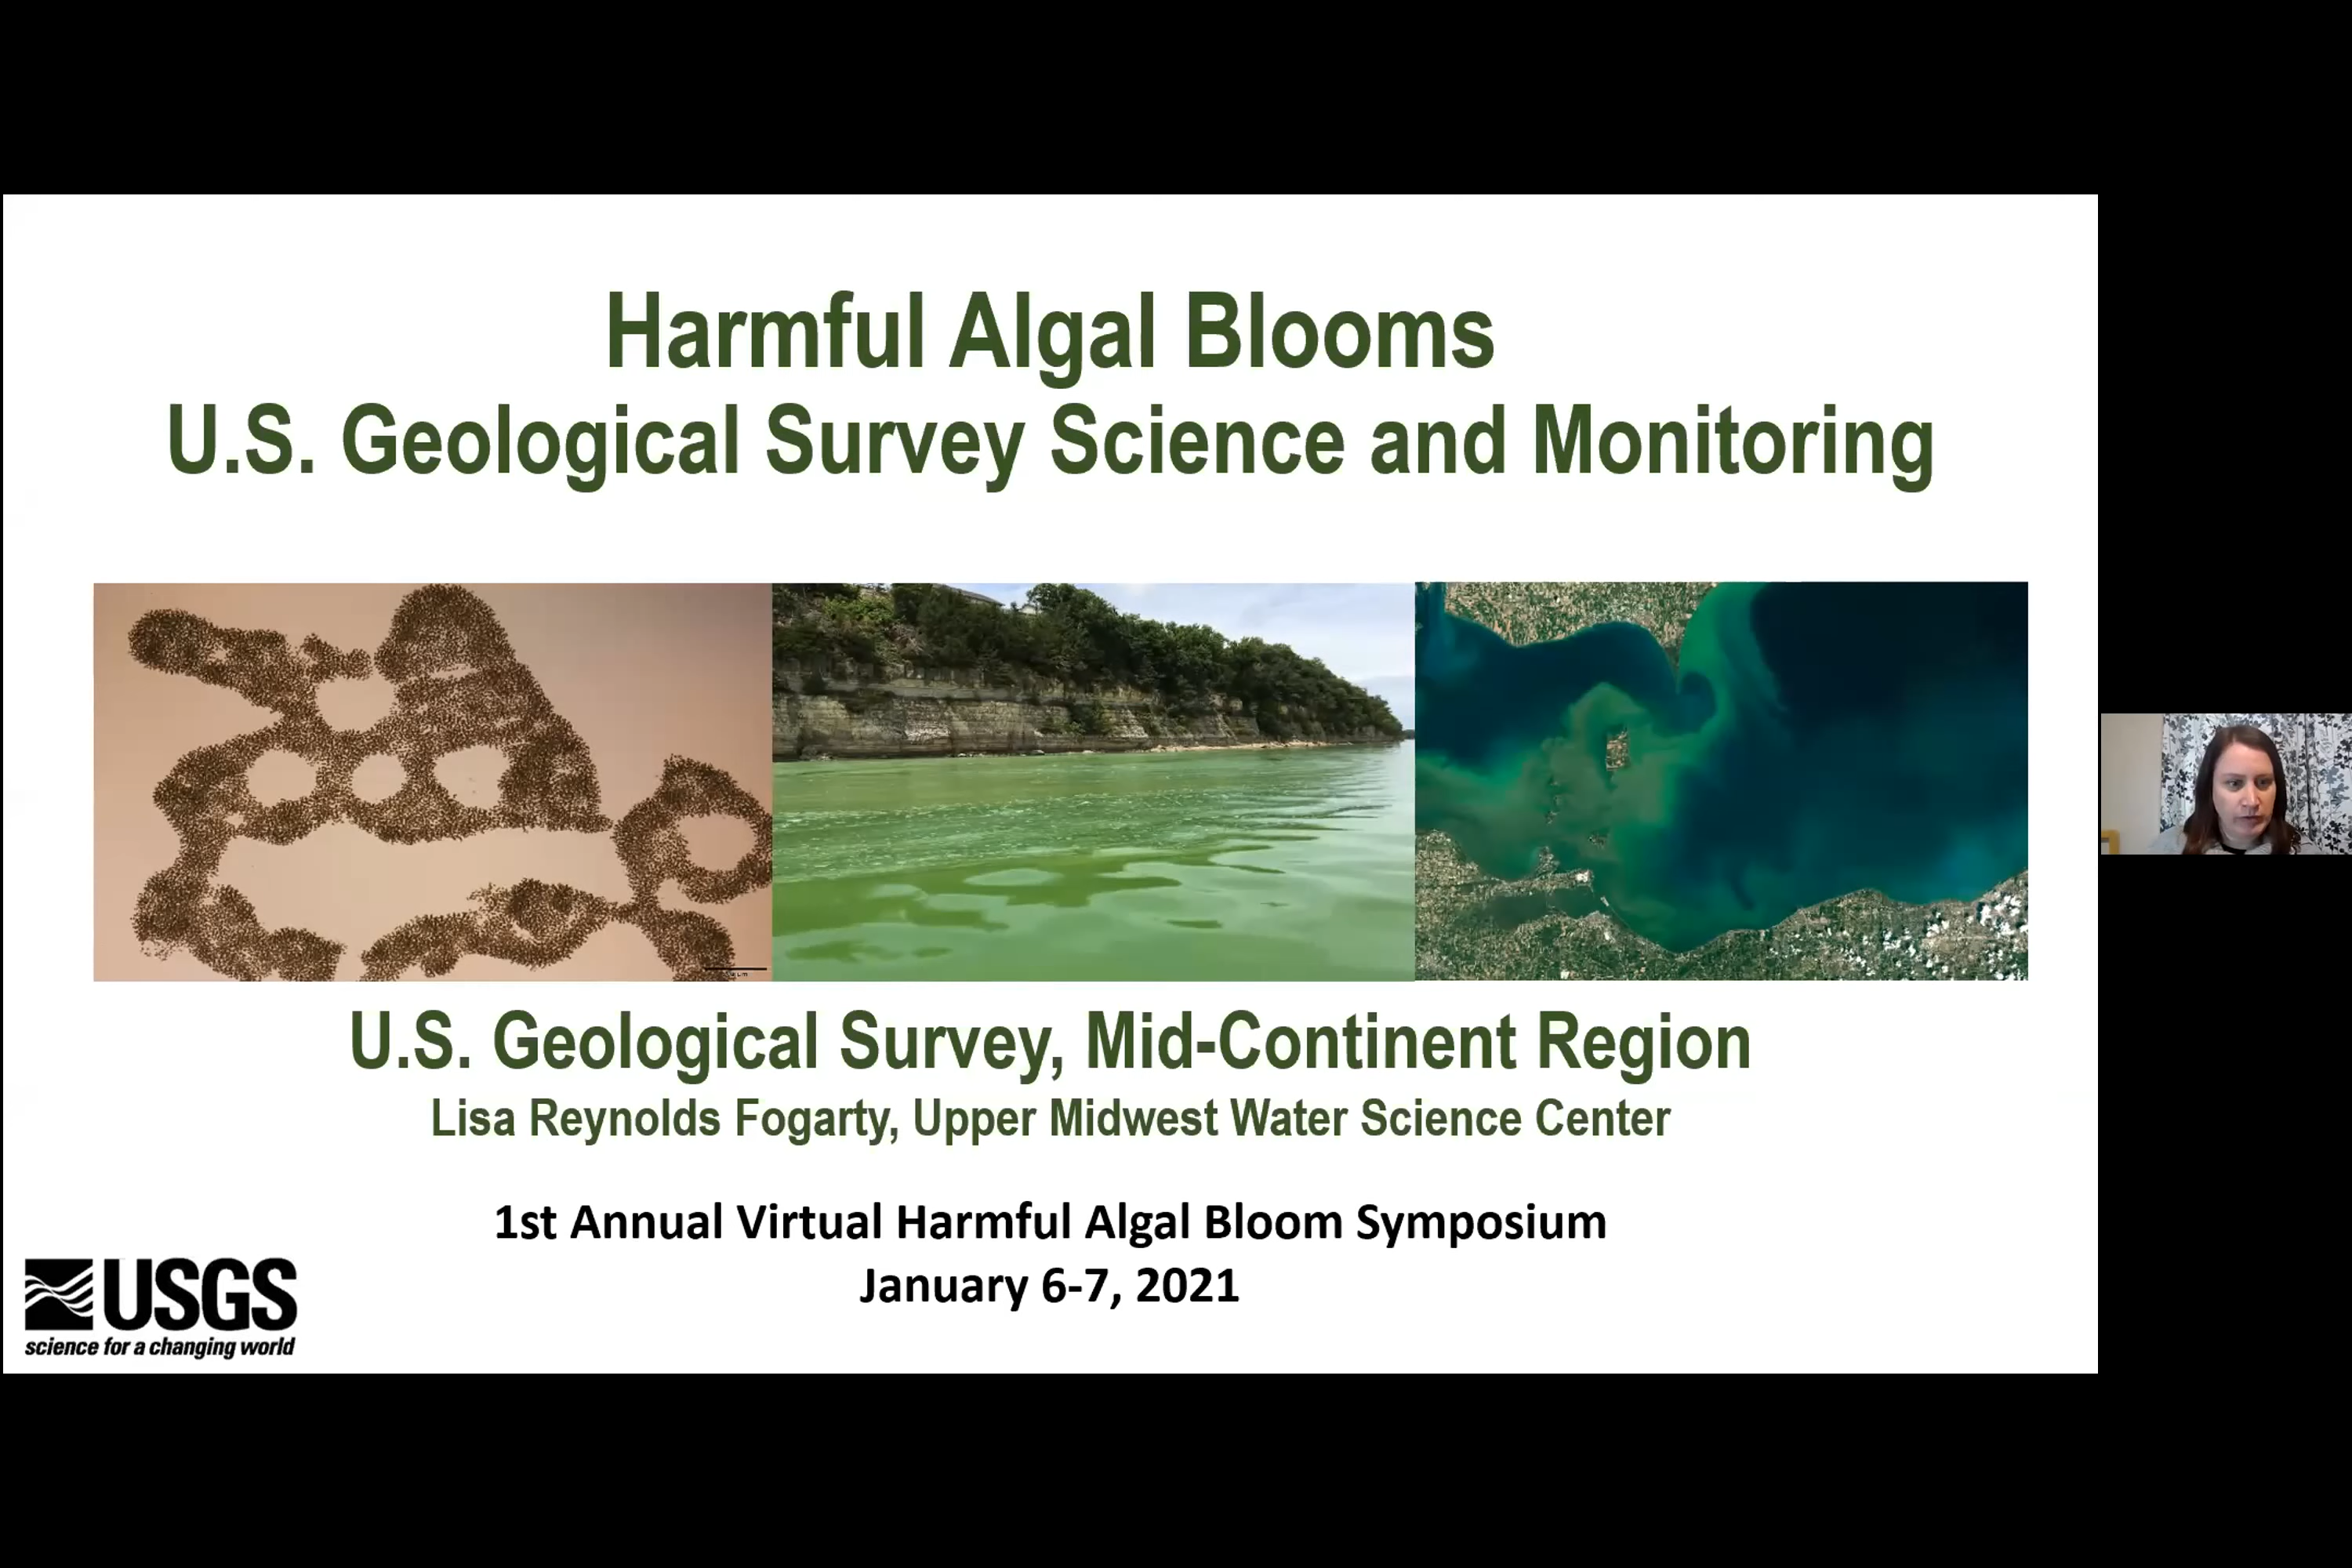 Harmful Algal Blooms
U.S. Geological Survey Science and Monitoring
U.S. Geological Survey, Mid-Continent Region
Lisa Reynolds Fogarty, Upper Midwest Water Science Center
1st Annual Virtual Harmful Algal Bloom Symposium
January 6-7, 2021
USGS
science for a changing world